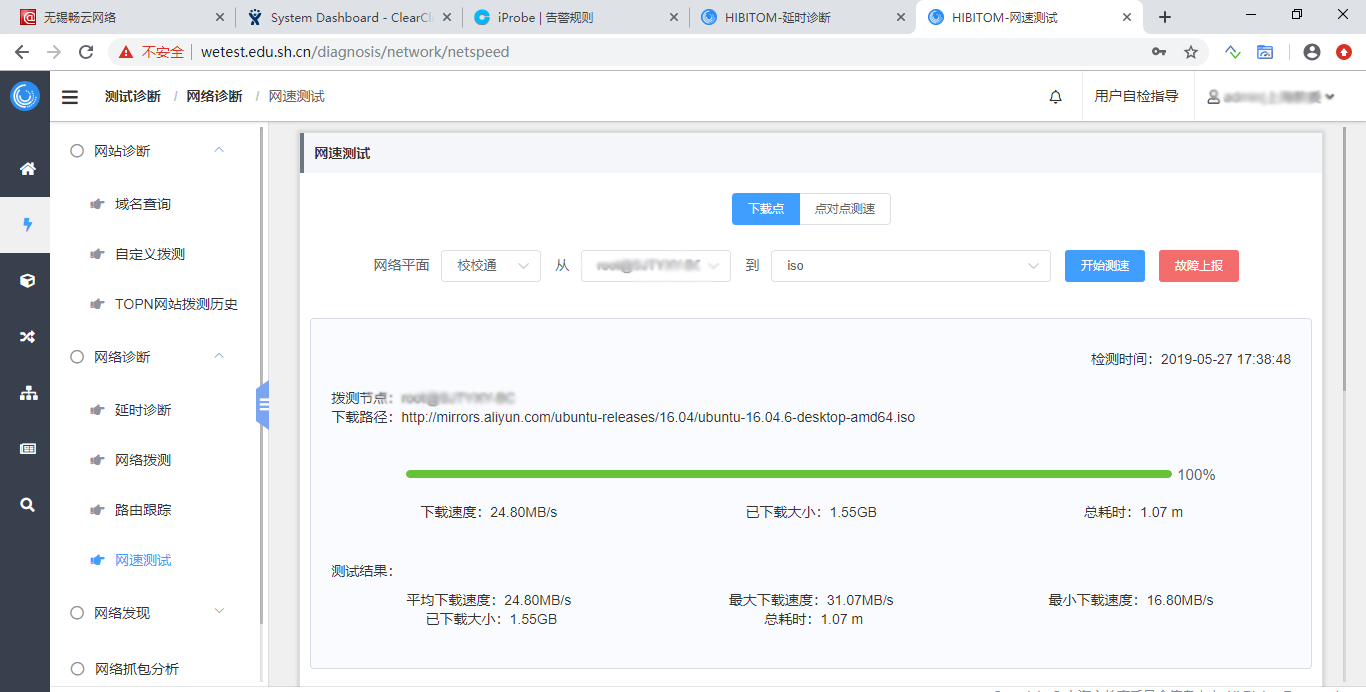 无锡畅云网络
System Dashboard - ClearCl
iProbe | 告警规则
HIBITOM-延时诊断
HIBITOM-网速测试
不安全 wetest.edu.sh.cn/diagnosis/network/netspeed
测试诊断 / 网络诊断 / 网速测试
用户自检指导
网站诊断
域名查询
自定义拨测
TOPN网站拨测历史
网络诊断
延时诊断
网络拨测
路由跟踪
网速测试
网络发现
网络抓包分析
网速测试
下载点 点对点测速
网络平面 校校通 从 到 iso 开始测速 故障上报
检测时间：2019-05-27 17:38:48
拨测节点：
下载路径：http://mirrors.aliyun.com/ubuntu-releases/16.04/ubuntu-16.04.6-desktop-amd64.iso
100%
下载速度：24.80MB/s 已下载大小：1.55GB 总耗时：1.07 m
测试结果：
平均下载速度：24.80MB/s 最大下载速度：31.07MB/s 最小下载速度：16.80MB/s
已下载大小：1.55GB 总耗时：1.07 m